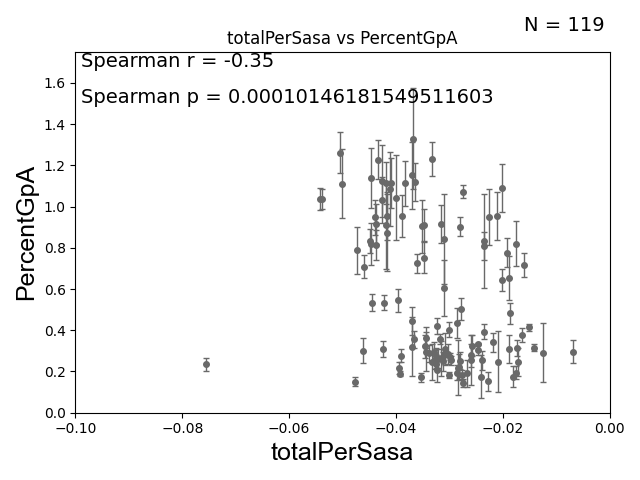 N = 119
totalPerSasa vs PercentGpA
Spearman r = -0.35
Spearman p = 0.00010146181549511603
PercentGpA
1.6
1.4
1.2
1.0
0.8
0.6
0.4
0.2
0.0
−0.10 −0.08 −0.06 −0.04 −0.02 0.00
totalPerSasa